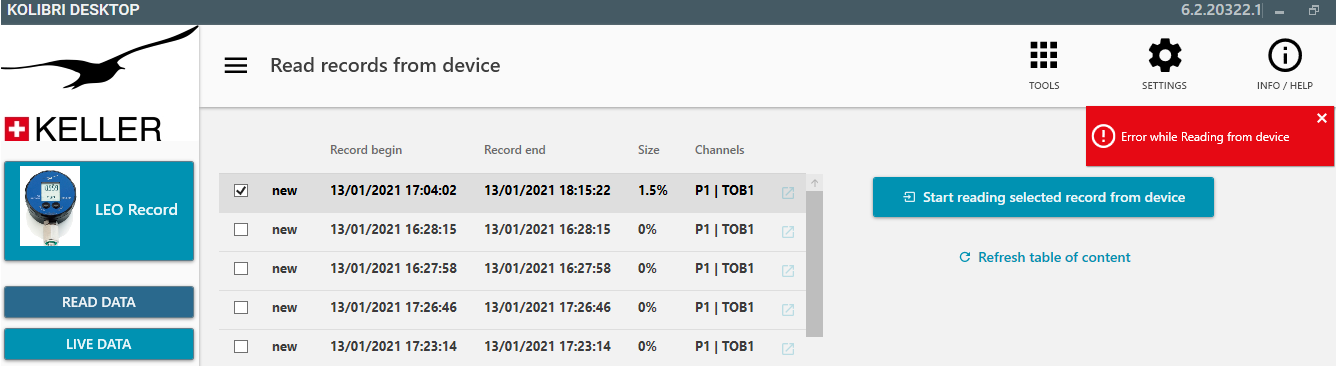 KOLIBRI DESKTOP
6.2.20322.1
KELLER
Read records from device
TOOLS
SETTINGS
INFO / HELP
Error while Reading from device
LEO Record
READ DATA
LIVE DATA
Record begin Record end Size Channels
new 13/01/2021 17:04:02 13/01/2021 18:15:22 1.5% P1 | TOB1
new 13/01/2021 16:28:15 13/01/2021 16:28:15 0% P1 | TOB1
new 13/01/2021 16:27:58 13/01/2021 16:27:58 0% P1 | TOB1
new 13/01/2021 17:26:46 13/01/2021 17:26:46 0% P1 | TOB1
new 13/01/2021 17:23:14 13/01/2021 17:23:14 0% P1 | TOB1
Start reading selected record from device
Refresh table of content